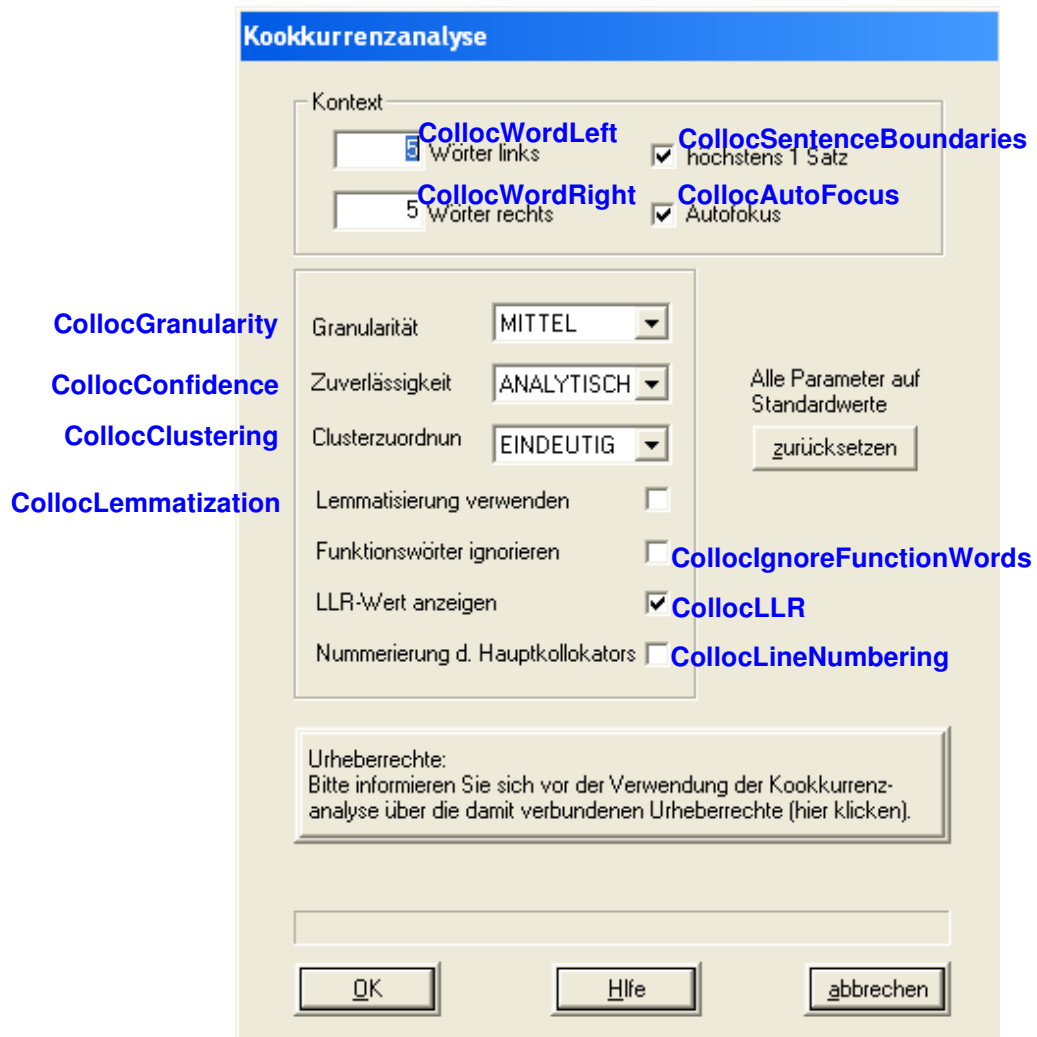 Kookkurrenzanalyse
Kontext
CollocWordLeft CollocSentenceBoundaries
5 Wörter links höchstens 1 Satz
CollocWordRight CollocAutoFocus
5 Wörter rechts Autofokus
CollocGranularity Granularität MITTEL
CollocConfidence Zuverlässigkeit ANALYTISCH
Alle Parameter auf
Standardwerte
CollocClustering Clusterzuordnun EINDEUTIG
zurücksetzen
CollocLemmatization Lemmatisierung verwenden
Funktionswörter ignorieren CollocIgnoreFunctionWords
LLR-Wert anzeigen CollocLLR
Nummerierung d. Hauptkollokators CollocLineNumbering
Urheberrechte:
Bitte informieren Sie sich vor der Verwendung der Kookkurrenz-
analyse über die damit verbundenen Urheberrechte (hier klicken).
OK HIfe abbrechen